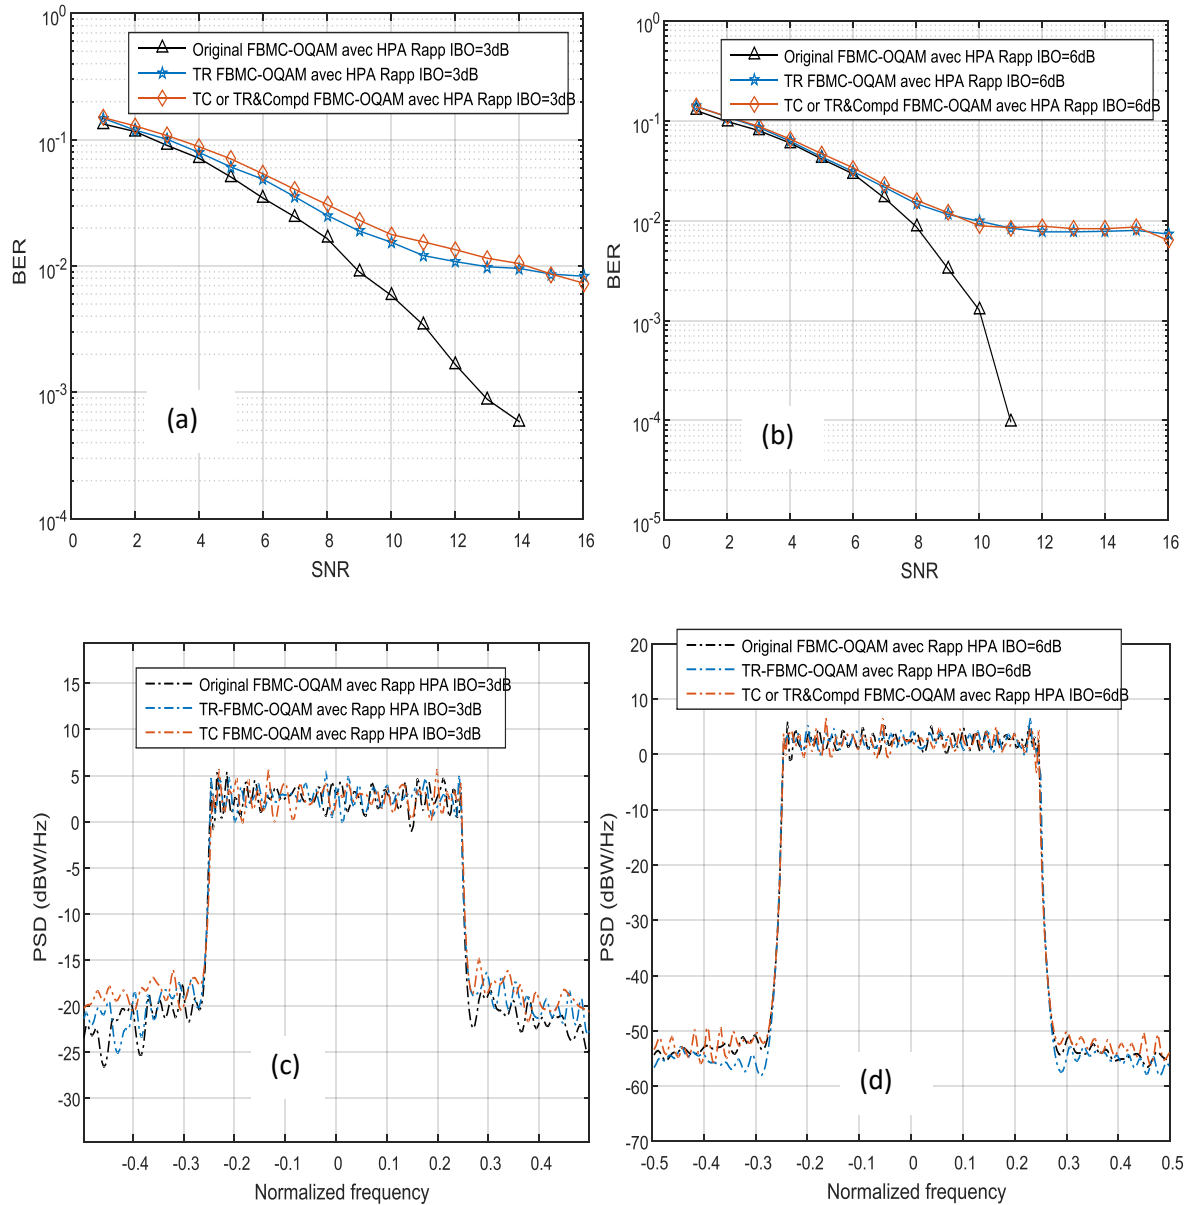 10^0
10^-1
10^-2
10^-3
10^-4
BER
0 2 4 6 8 10 12 14 16
SNR
Original FBMC-OQAM avec HPA Rapp IBO=3dB
TR FBMC-OQAM avec HPA Rapp IBO=3dB
TC or TR&Compd FBMC-OQAM avec HPA Rapp IBO=3dB
(a)
10^0
10^-1
10^-2
10^-3
10^-4
10^-5
BER
0 2 4 6 8 10 12 14 16
SNR
Original FBMC-OQAM avec HPA Rapp IBO=6dB
TR FBMC-OQAM avec HPA Rapp IBO=6dB
TC or TR&Compd FBMC-OQAM avec HPA Rapp IBO=6dB
(b)
15
10
5
0
-5
-10
-15
-20
-25
-30
PSD (dBW/Hz)
-0.4 -0.3 -0.2 -0.1 0 0.1 0.2 0.3 0.4
Normalized frequency
Original FBMC-OQAM avec Rapp HPA IBO=3dB
TR-FBMC-OQAM avec Rapp HPA IBO=3dB
TC FBMC-OQAM avec Rapp HPA IBO=3dB
(c)
20
10
0
-10
-20
-30
-40
-50
-60
-70
PSD (dBW/Hz)
-0.5 -0.4 -0.3 -0.2 -0.1 0 0.1 0.2 0.3 0.4 0.5
Normalized frequency
Original FBMC-OQAM avec Rapp HPA IBO=6dB
TR-FBMC-OQAM avec Rapp HPA IBO=6dB
TC or TR&Compd FBMC-OQAM avec Rapp HPA IBO=6dB
(d)